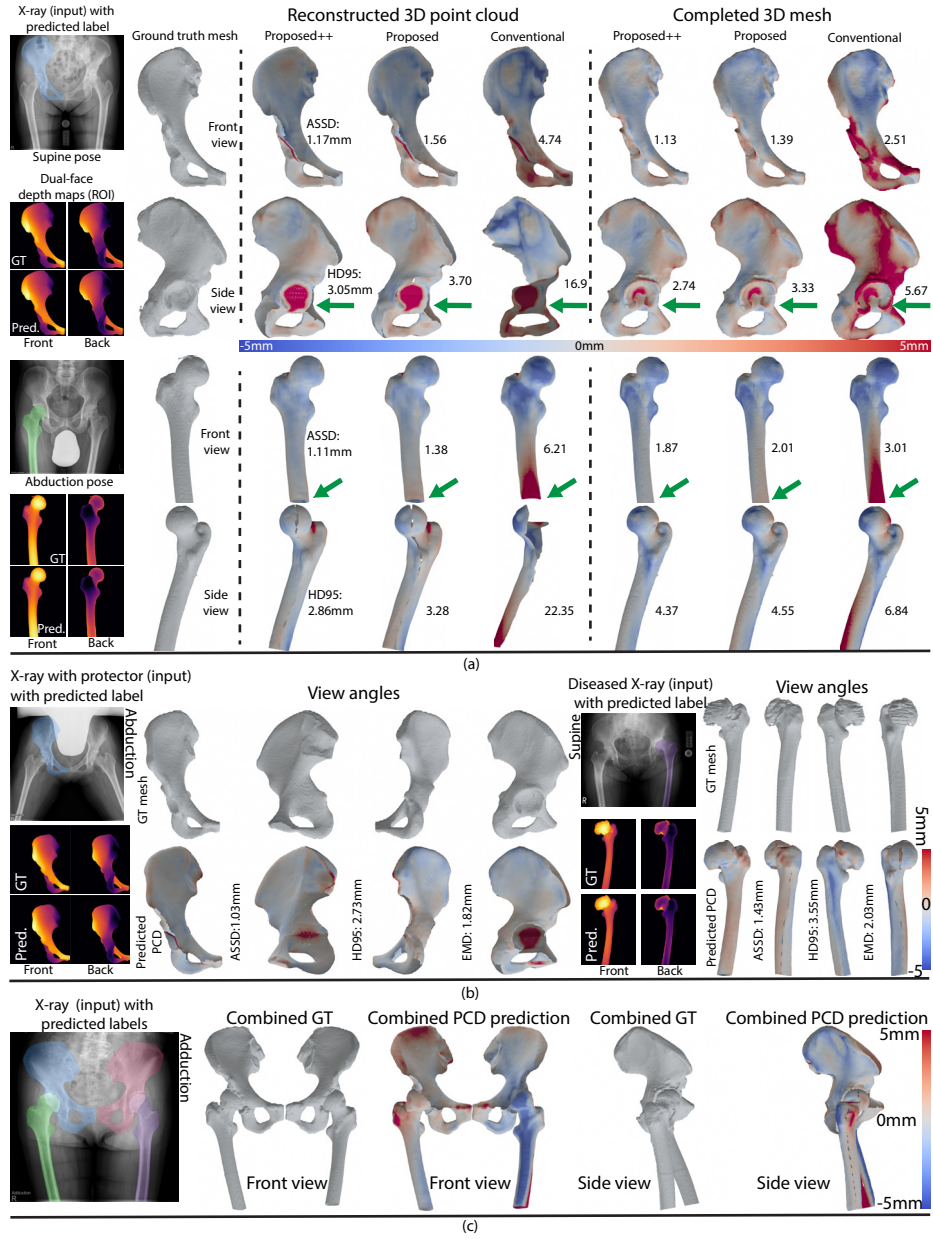 X-ray (input) with
predicted label
Supine pose
Dual-face
depth maps (ROI)
GT
Pred.
Front Back
Reconstructed 3D point cloud
Completed 3D mesh
Ground truth mesh Proposed++ Proposed Conventional Proposed++ Proposed Conventional
Front
view
ASSD:
1.17mm 1.56 4.74 1.13 1.39 2.51
Side
view
HD95:
3.05mm 3.70 16.9 2.74 3.33 5.67
-5mm 0mm 5mm
Abduction pose
GT
Pred.
Front Back
Front
view
ASSD:
1.11mm 1.38 6.21 1.87 2.01 3.01
Side
view
HD95:
2.86mm 3.28 22.35 4.37 4.55 6.84
(a)
X-ray with protector (input)
with predicted label
Abduction
GT
Pred.
Front Back
View angles
GT mesh
Predicted
PCD
ASSD:1.03mm
HD95: 2.73mm
EMD: 1.82mm
Diseased X-ray (input)
with predicted label
Supine
R
GT
Pred.
Front Back
View angles
GT mesh
Predicted PCD
ASSD: 1.43mm
HD95: 3.55mm
EMD: 2.03mm
5mm
0
-5
(b)
X-ray (input) with
predicted labels
Adduction
Adduction
R
Combined GT Combined PCD prediction Combined GT Combined PCD prediction
Front view Front view Side view Side view
5mm
0mm
-5mm
(c)